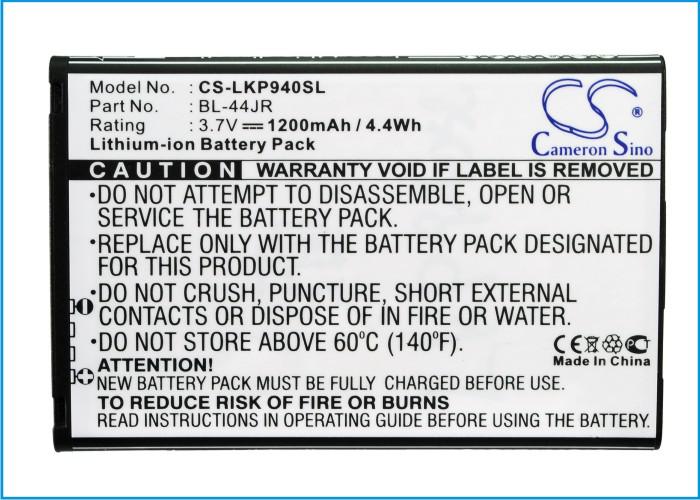 Model No. : CS-LKP940SL
Part No. : BL-44JR
Rating : 3.7V 1200mAh / 4.4Wh
Lithium-ion Battery Pack
CS
Cameron Sino
CAUTION WARRANTY VOID IF LABEL IS REMOVED
•DO NOT ATTEMPT TO DISASSEMBLE, OPEN OR
SERVICE THE BATTERY PACK.
•REPLACE ONLY WITH THE BATTERY PACK DESIGNATED
FOR THIS PRODUCT.
•DO NOT CRUSH, PUNCTURE, SHORT EXTERNAL
CONTACTS OR DISPOSE OF IN FIRE OR WATER.
•DO NOT STORE ABOVE 60°C (140°F).
CE
Made In China
ATTENTION!
NEW BATTERY PACK MUST BE FULLY CHARGED BEFORE USE.
TO REDUCE RISK OF FIRE OR BURNS
READ INSTRUCTIONS IN BATTERY GUIDE BEFORE USE.